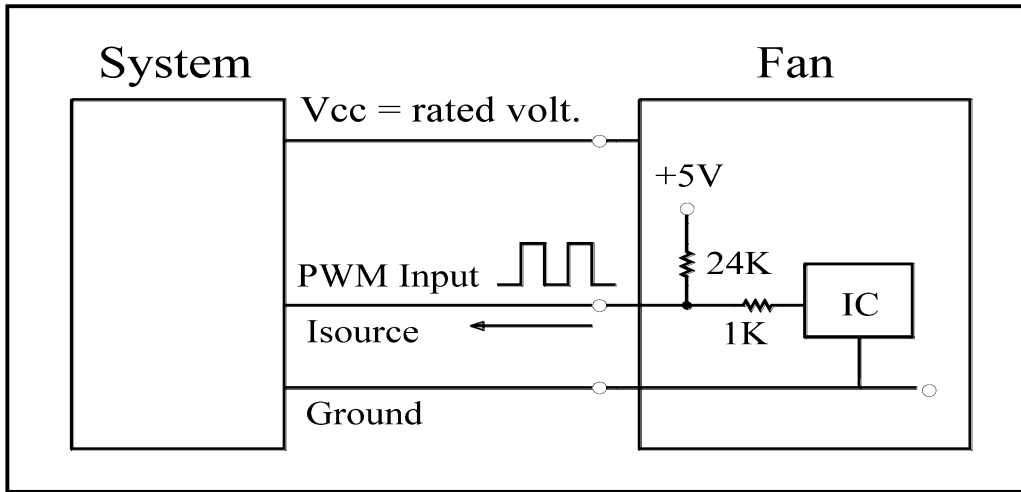 System
Fan
Vcc = rated volt.
+5V
24K
PWM Input
IC
Isource
1K
Ground